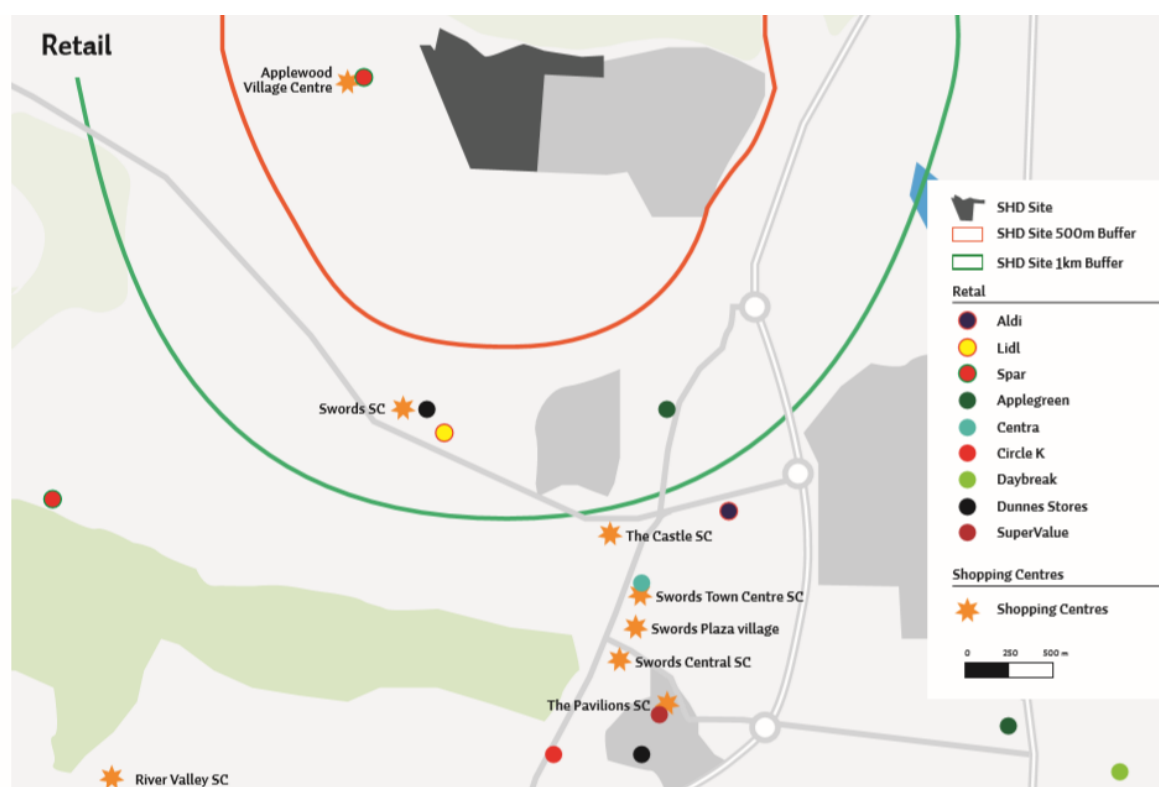 Retail
Applewood
Village Centre
SHD Site
SHD Site 500m Buffer
SHD Site 1km Buffer
Retal
Aldi
Lidl
Spar
Applegreen
Centra
Circle K
Daybreak
Dunnes Stores
SuperValue
Shopping Centres
Shopping Centres
0 250 500 m
Swords SC
The Castle SC
Swords Town Centre SC
Swords Plaza village
Swords Central SC
The Pavilions SC
River Valley SC